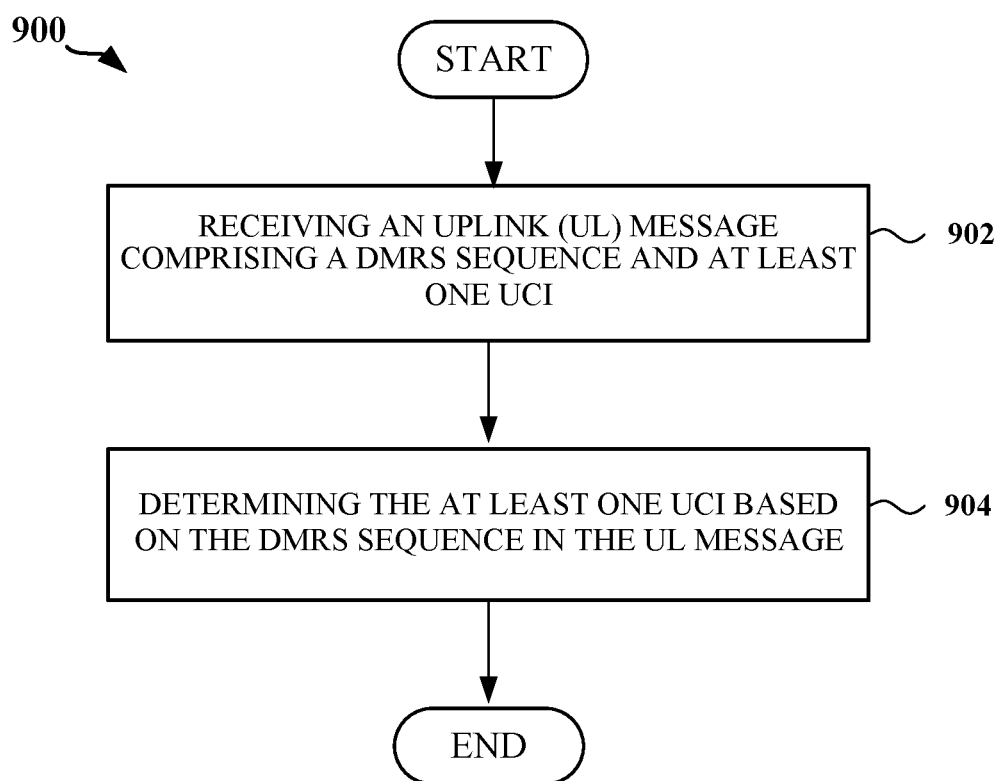 900
START
RECEIVING AN UPLINK (UL) MESSAGE
COMPRISING A DMRS SEQUENCE AND AT LEAST
ONE UCI
902
DETERMINING THE AT LEAST ONE UCI BASED
ON THE DMRS SEQUENCE IN THE UL MESSAGE
904
END